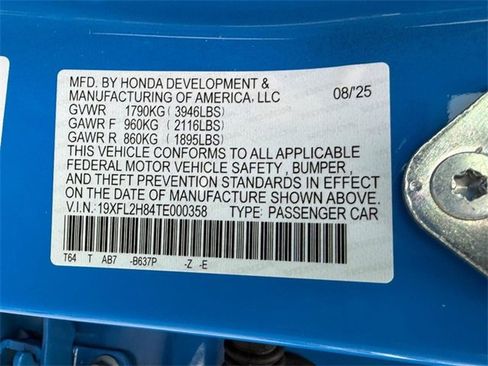 MFD. BY HONDA DEVELOPMENT &
MANUFACTURING OF AMERICA, LLC 08/'25
GVWR 1790KG ( 3946LBS)
GAWR F 960KG ( 2116LBS)
GAWR R 860KG ( 1895LBS)
THIS VEHICLE CONFORMS TO ALL APPLICABLE
FEDERAL MOTOR VEHICLE SAFETY , BUMPER ,
AND THEFT PREVENTION STANDARDS IN EFFECT
ON THE DATE OF MANUFACTURE SHOWN ABOVE.
V.I.N.: 19XFL2H84TE000358 TYPE: PASSENGER CAR
T64 T AB7 -B637P -Z -E